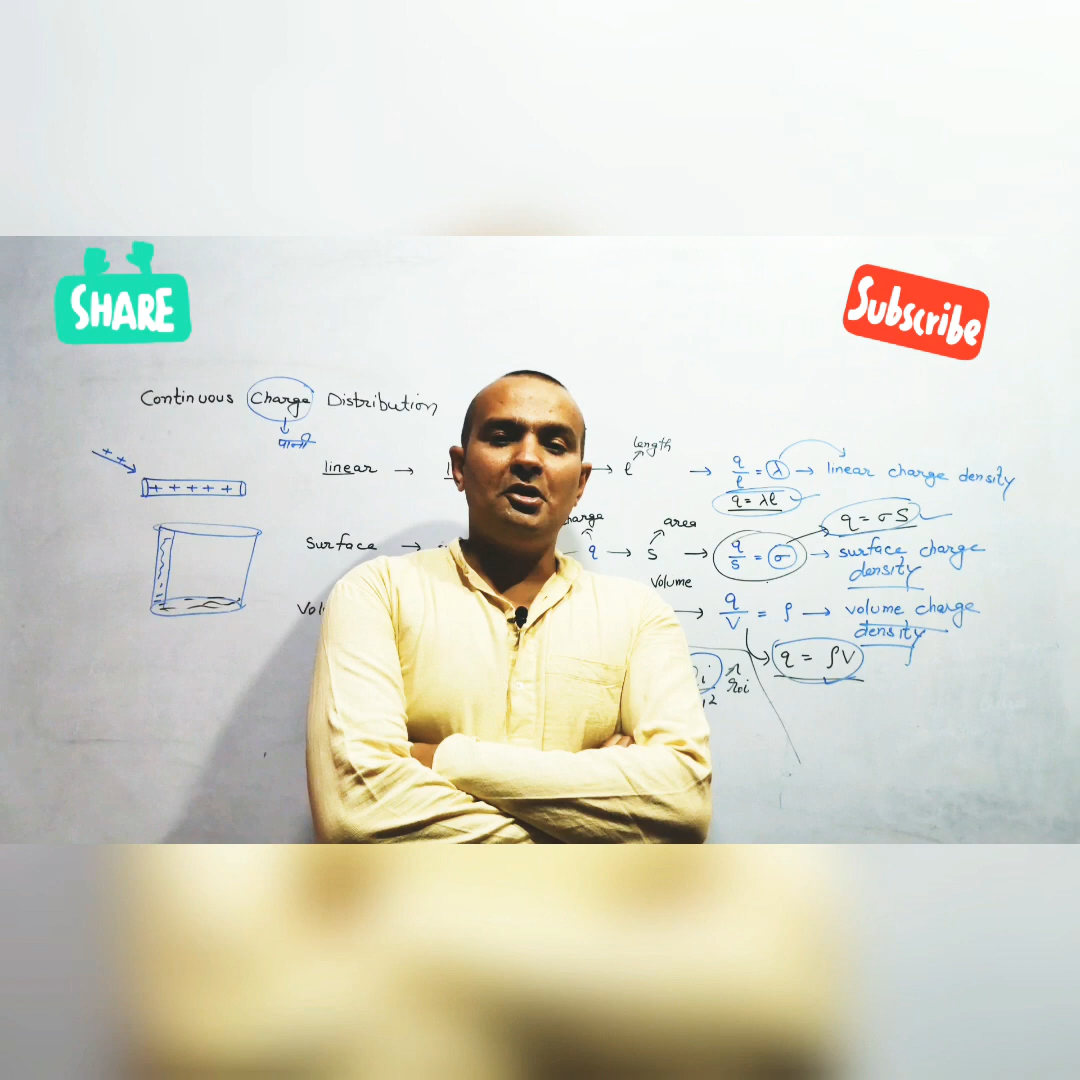 SHARE
Subscribe
Continuous Charge Distribution
पानी
++
+++++
length
linear → → l → q/l = λ → linear charge density
q = λl
area
q = σS
Surface → q → S → q/S = σ → surface charge
density
Volume
→ q/V = ρ → volume charge
density
q = ρV